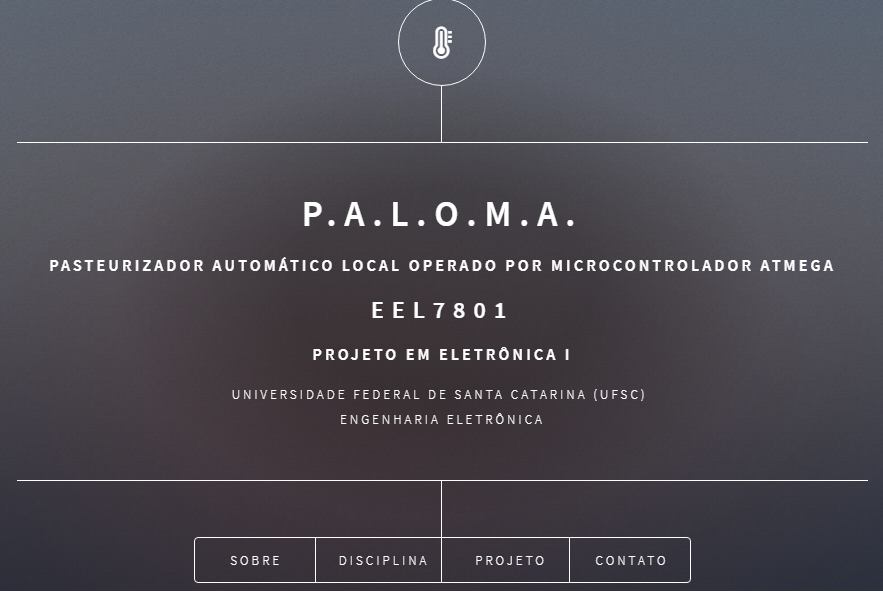 P.A.L.O.M.A.
PASTEURIZADOR AUTOMÁTICO LOCAL OPERADO POR MICROCONTROLADOR ATMEGA
EEL7801
PROJETO EM ELETRÔNICA I
UNIVERSIDADE FEDERAL DE SANTA CATARINA (UFSC)
ENGENHARIA ELETRÔNICA
SOBRE DISCIPLINA PROJETO CONTATO